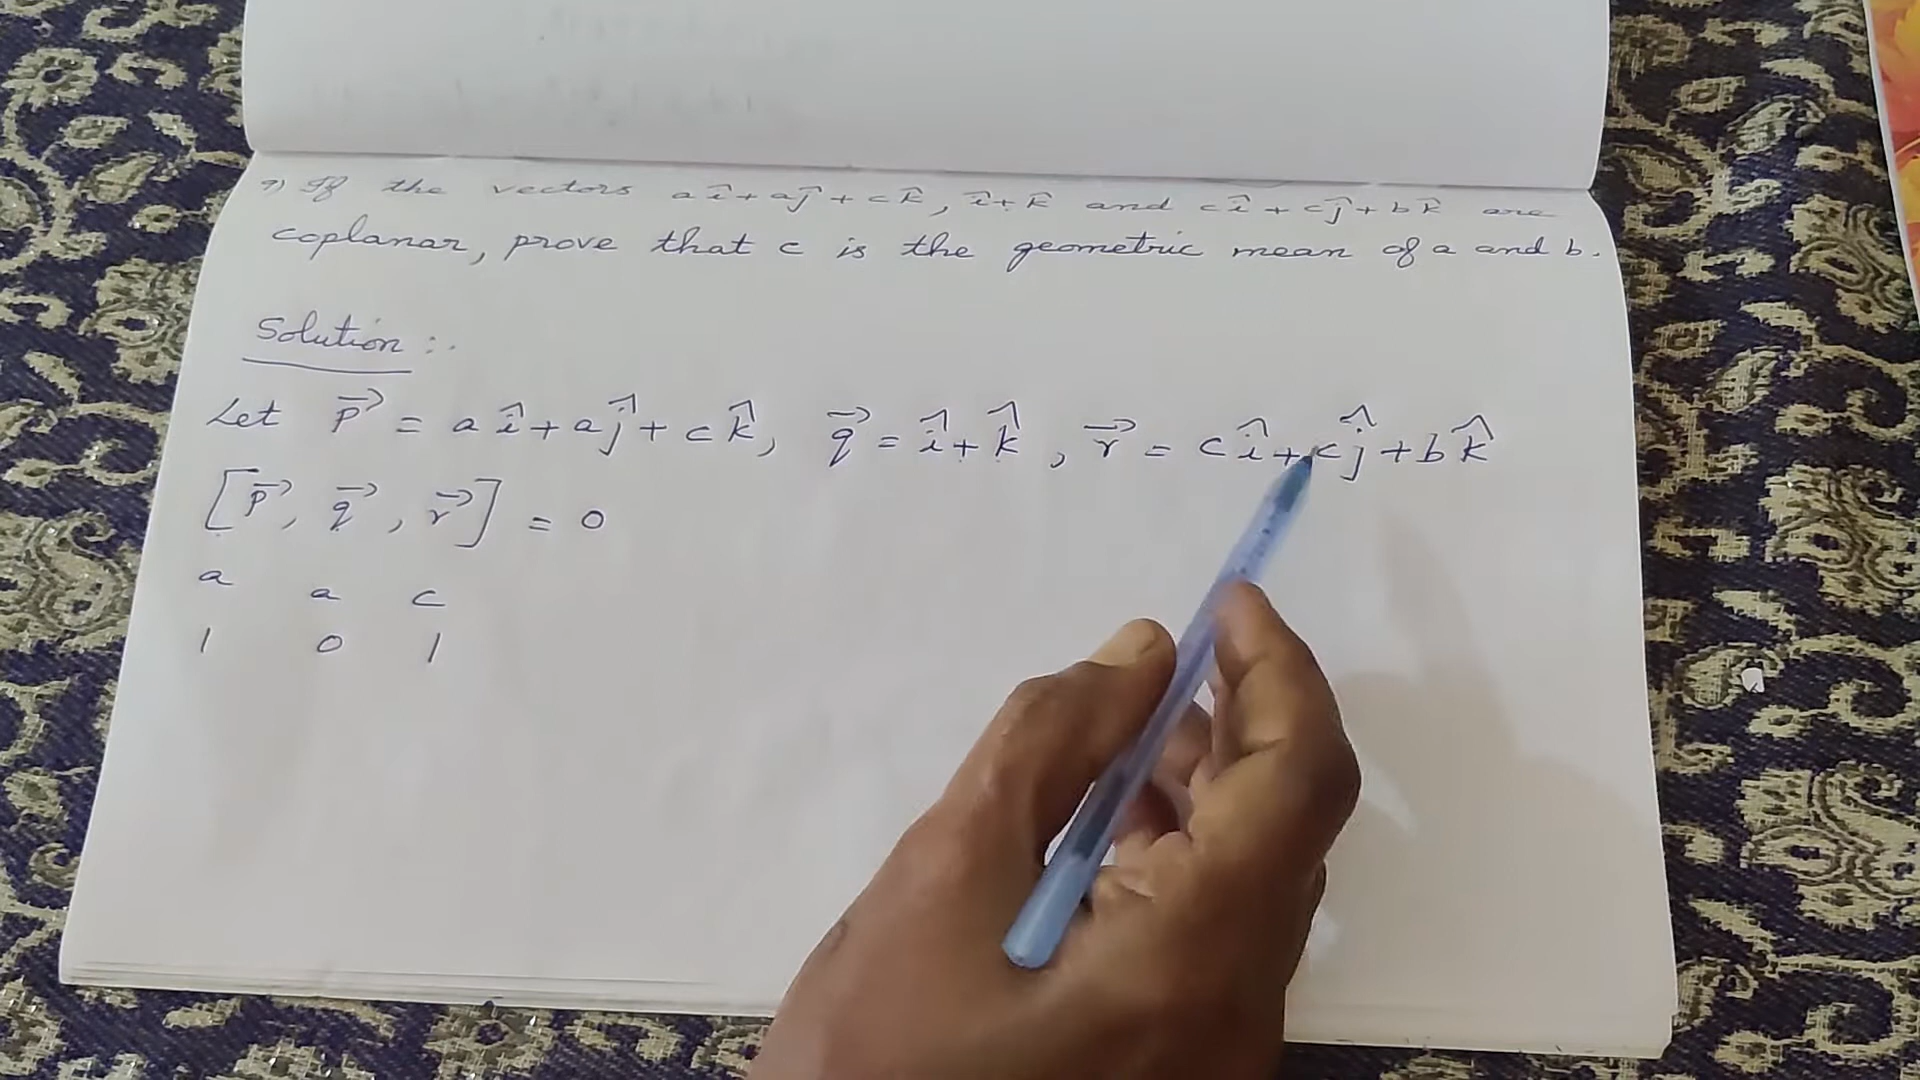 7) If the vectors aî+aĵ+ck̂, î+k̂ and cî+cĵ+bk̂ are
coplanar, prove that c is the geometric mean of a and b.
Solution :-
Let p⃗ = aî+aĵ+ck̂, q⃗ = î+k̂, r⃗ = cî+cĵ+bk̂
[p⃗, q⃗, r⃗] = 0
a a c
1 0 1